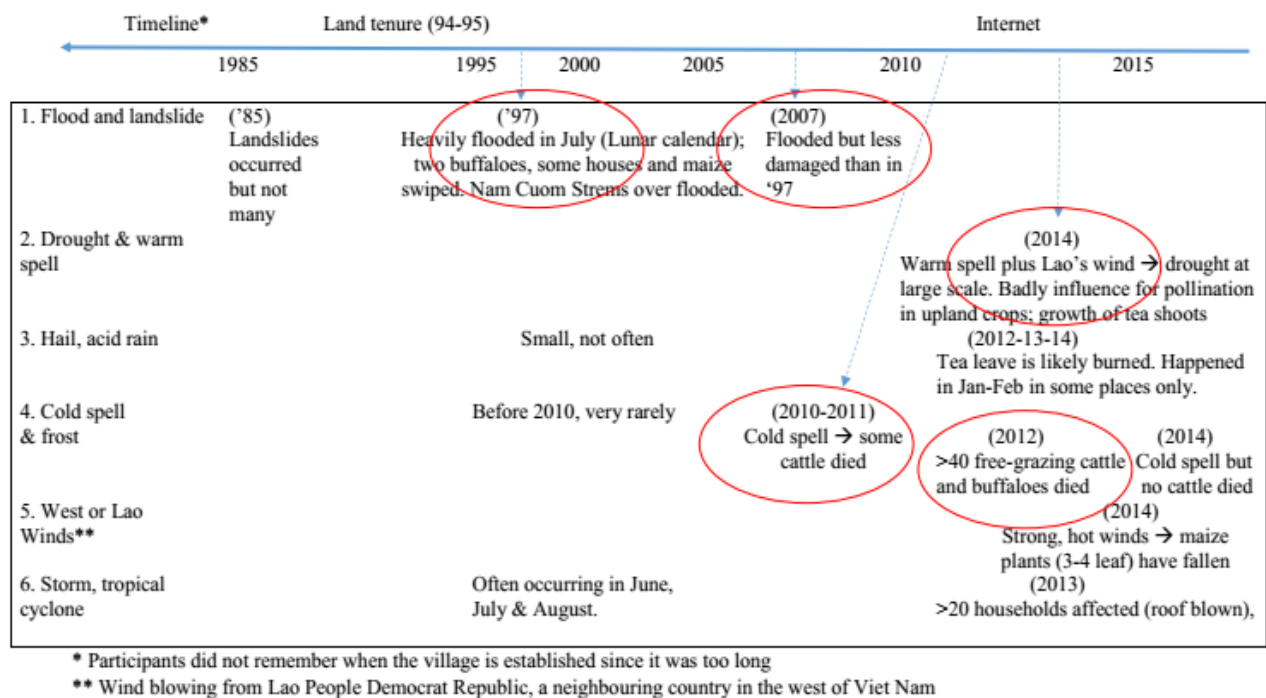 Timeline* Land tenure (94-95) Internet
1985 1995 2000 2005 2010 2015
1. Flood and landslide (’85) (’97) (2007)
Landslides Heavily flooded in July (Lunar calendar); Flooded but less
occurred two buffaloes, some houses and maize damaged than in
but not swiped. Nam Cuom Strems over flooded. ‘97
many
2. Drought & warm (2014)
spell Warm spell plus Lao’s wind → drought at
large scale. Badly influence for pollination
in upland crops; growth of tea shoots
3. Hail, acid rain Small, not often (2012-13-14)
Tea leave is likely burned. Happened
in Jan-Feb in some places only.
4. Cold spell Before 2010, very rarely (2010-2011)
& frost Cold spell → some (2012) (2014)
cattle died >40 free-grazing cattle Cold spell but
and buffaloes died no cattle died
5. West or Lao (2014)
Winds** Strong, hot winds → maize
plants (3-4 leaf) have fallen
6. Storm, tropical Often occurring in June, (2013)
cyclone July & August. >20 households affected (roof blown),
* Participants did not remember when the village is established since it was too long
** Wind blowing from Lao People Democrat Republic, a neighbouring country in the west of Viet Nam